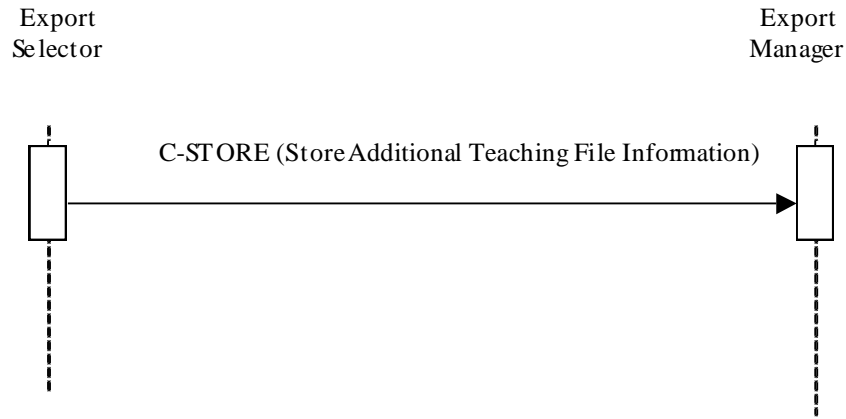 Export
Selector
Export
Manager
C-STORE (Store Additional Teaching File Information)